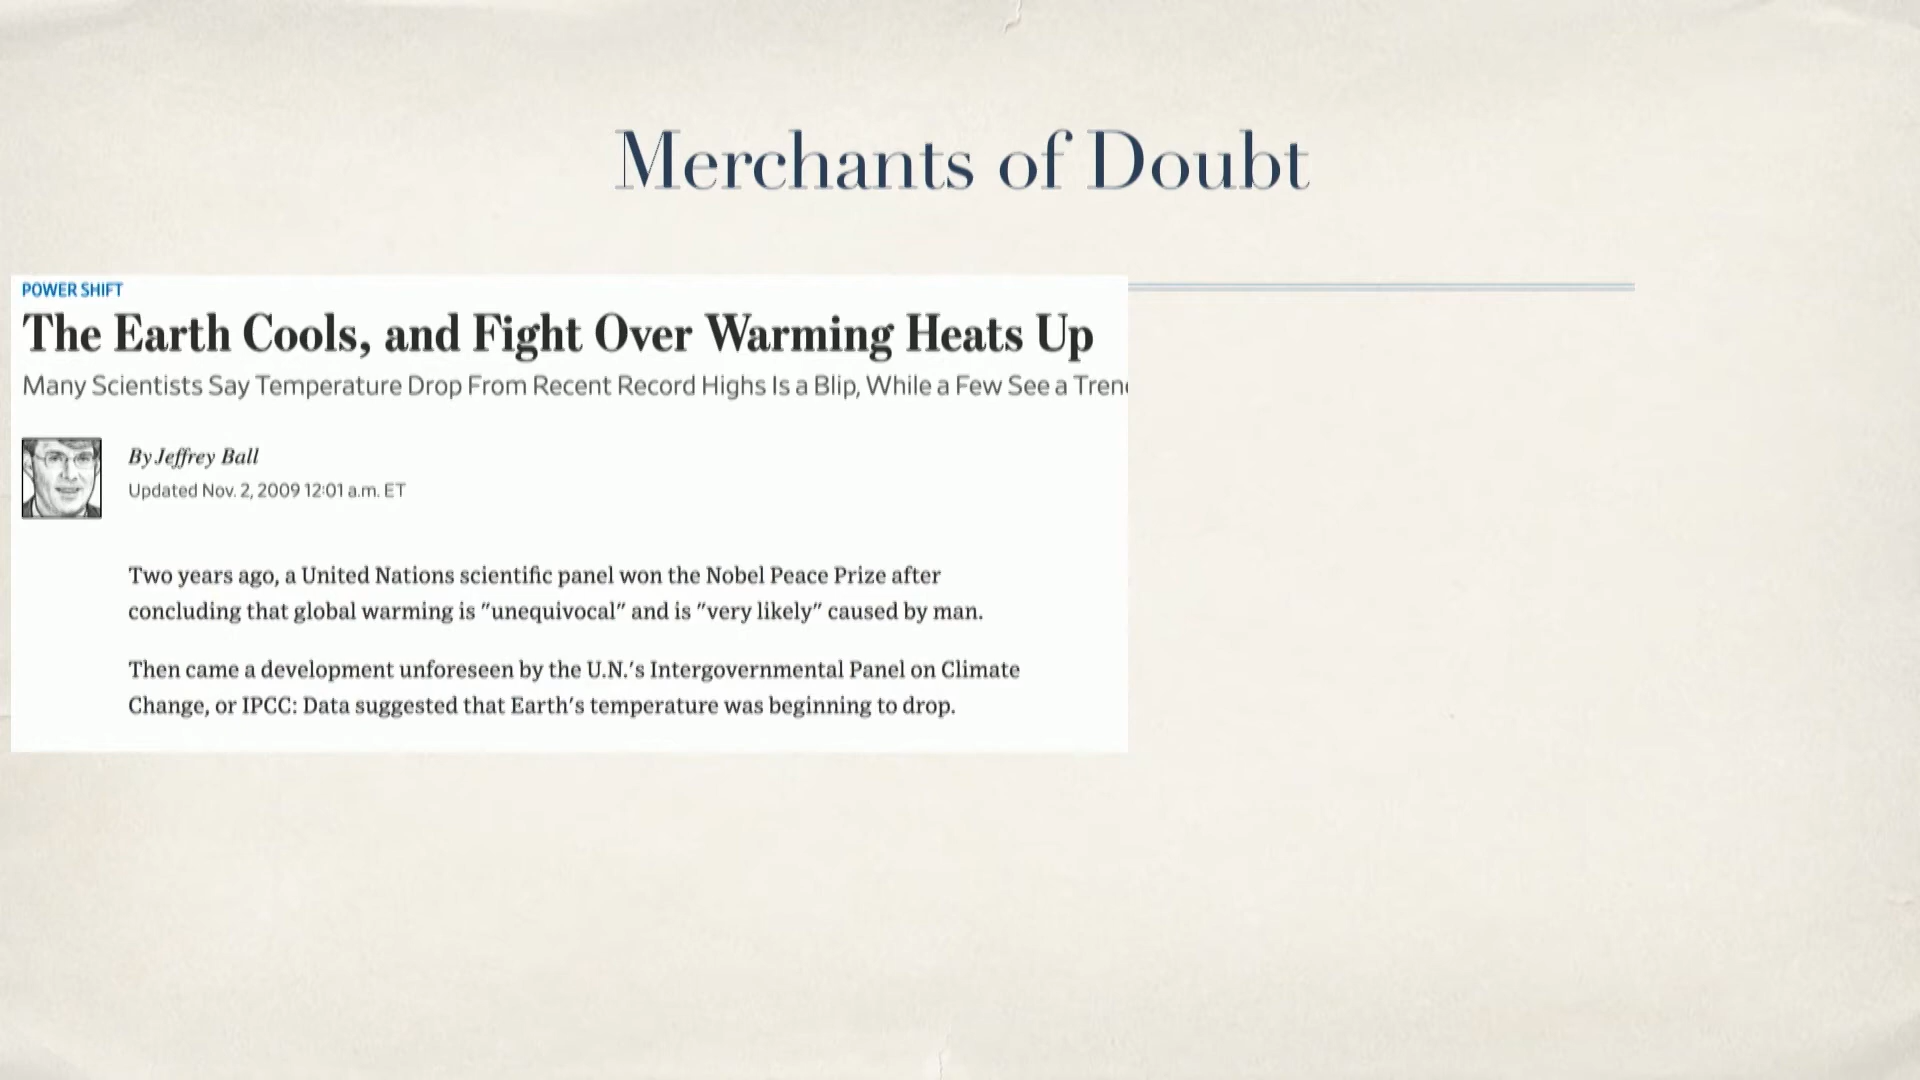 Merchants of Doubt
POWER SHIFT
The Earth Cools, and Fight Over Warming Heats Up
Many Scientists Say Temperature Drop From Recent Record Highs Is a Blip, While a Few See a Tren
By Jeffrey Ball
Updated Nov. 2, 2009 12:01 a.m. ET
Two years ago, a United Nations scientific panel won the Nobel Peace Prize after
concluding that global warming is "unequivocal" and is "very likely" caused by man.
Then came a development unforeseen by the U.N.'s Intergovernmental Panel on Climate
Change, or IPCC: Data suggested that Earth's temperature was beginning to drop.